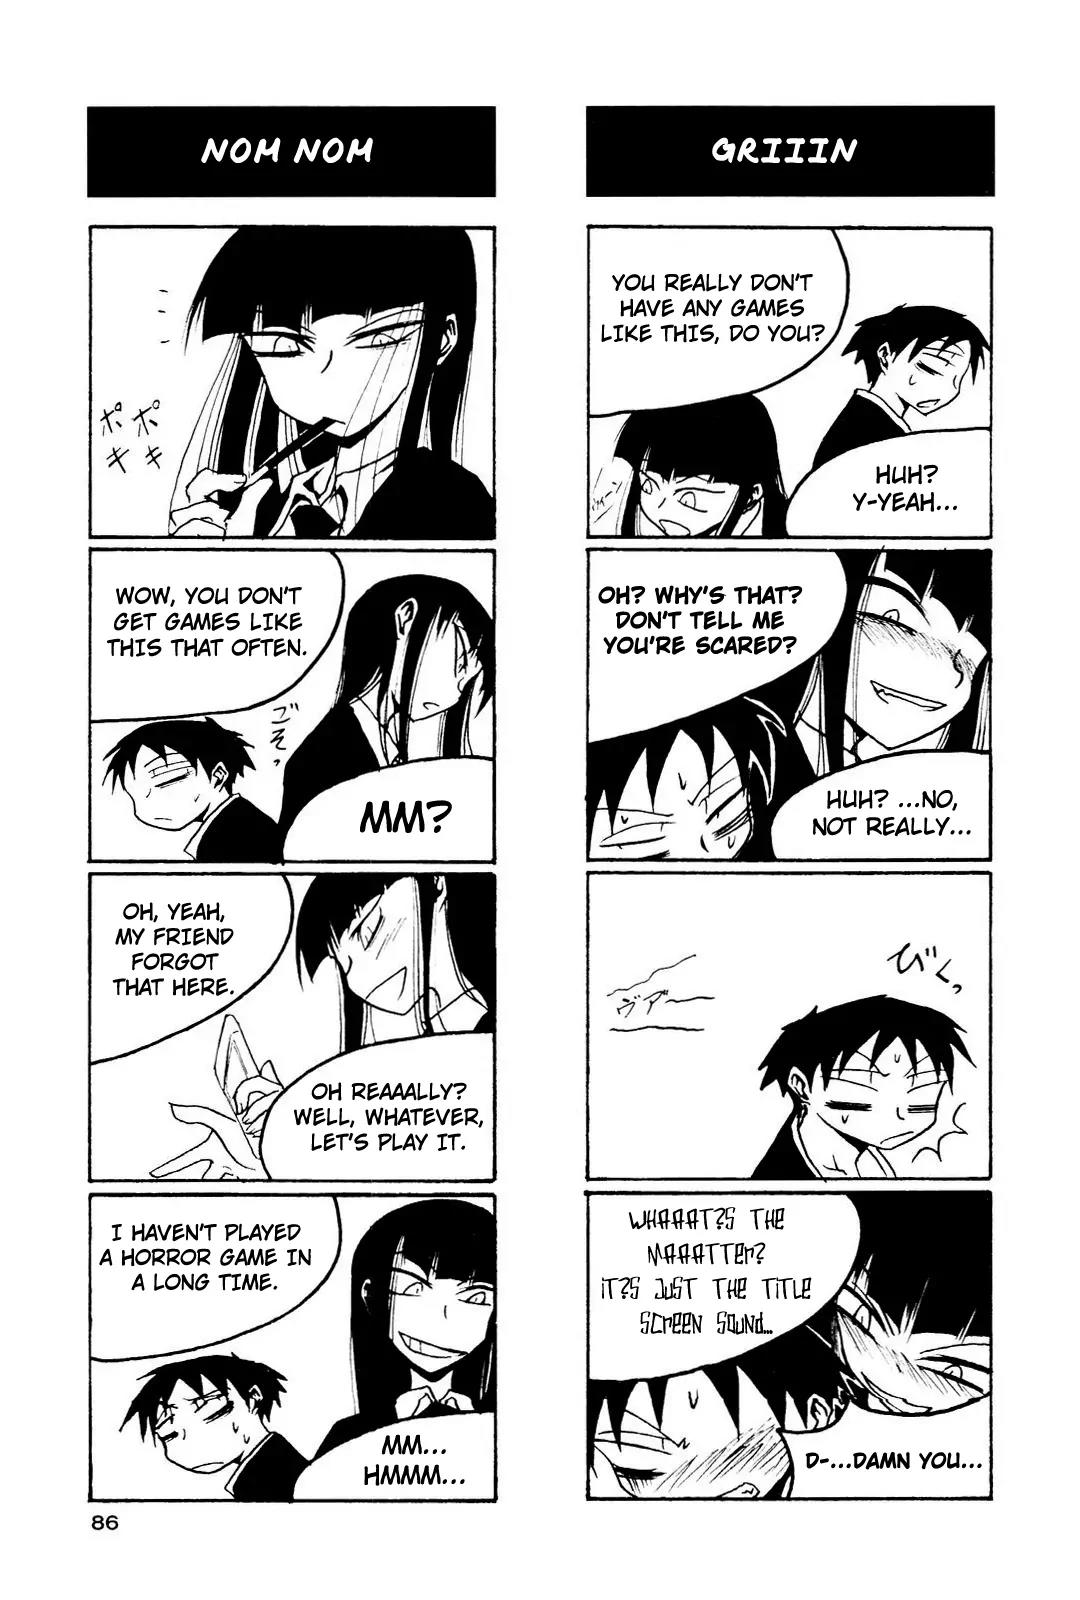 NOM NOM
ポキ
ポキ
WOW, YOU DON'T
GET GAMES LIKE
THIS THAT OFTEN.
ごそっ
MM?
OH, YEAH,
MY FRIEND
FORGOT
THAT HERE.
OH REAAALLY?
WELL, WHATEVER,
LET'S PLAY IT.
I HAVEN'T PLAYED
A HORROR GAME IN
A LONG TIME.
MM...
HMMM...
86
GRIIIN
YOU REALLY DON'T
HAVE ANY GAMES
LIKE THIS, DO YOU?
HUH?
Y-YEAH...
OH? WHY'S THAT?
DON'T TELL ME
YOU'RE SCARED?
HUH? ...NO,
NOT REALLY...
ヴァー
びくっ
WHAAAT?S THE
MAAATTER?
IT?S JUST THE TITLE
SCREEN SOUND...
D-...DAMN YOU...